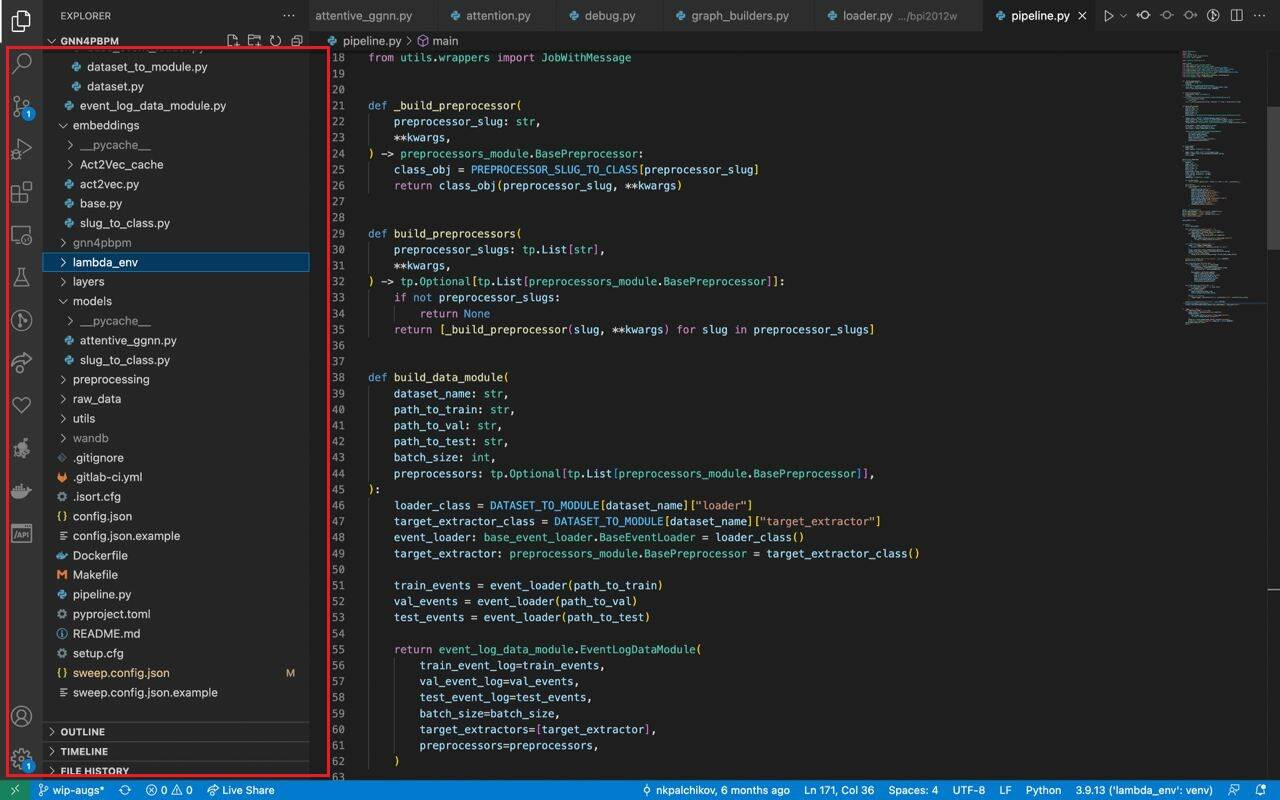 EXPLORER
GNN4PBPM
dataset_to_module.py
dataset.py
event_log_data_module.py
embeddings
__pycache__
Act2Vec_cache
act2vec.py
base.py
slug_to_class.py
gnn4pbpm
lambda_env
layers
models
__pycache__
attentive_ggnn.py
slug_to_class.py
preprocessing
raw_data
utils
wandb
.gitignore
.gitlab-ci.yml
.isort.cfg
config.json
config.json.example
Dockerfile
Makefile
pipeline.py
pyproject.toml
README.md
setup.cfg
sweep.config.json M
sweep.config.json.example
OUTLINE
TIMELINE
FILE HISTORY
1
/API
1
attentive_ggnn.py attention.py debug.py graph_builders.py loader.py .../bpi2012w pipeline.py
pipeline.py > main
18 from utils.wrappers import JobWithMessage
19
20
21 def _build_preprocessor(
22     preprocessor_slug: str,
23     **kwargs,
24 ) -> preprocessors_module.BasePreprocessor:
25     class_obj = PREPROCESSOR_SLUG_TO_CLASS[preprocessor_slug]
26     return class_obj(preprocessor_slug, **kwargs)
27
28
29 def build_preprocessors(
30     preprocessor_slugs: tp.List[str],
31     **kwargs,
32 ) -> tp.Optional[tp.List[preprocessors_module.BasePreprocessor]]:
33     if not preprocessor_slugs:
34         return None
35     return [_build_preprocessor(slug, **kwargs) for slug in preprocessor_slugs]
36
37
38 def build_data_module(
39     dataset_name: str,
40     path_to_train: str,
41     path_to_val: str,
42     path_to_test: str,
43     batch_size: int,
44     preprocessors: tp.Optional[tp.List[preprocessors_module.BasePreprocessor]],
45 ):
46     loader_class = DATASET_TO_MODULE[dataset_name]["loader"]
47     target_extractor_class = DATASET_TO_MODULE[dataset_name]["target_extractor"]
48     event_loader: base_event_loader.BaseEventLoader = loader_class()
49     target_extractor: preprocessors_module.BasePreprocessor = target_extractor_class()
50
51     train_events = event_loader(path_to_train)
52     val_events = event_loader(path_to_val)
53     test_events = event_loader(path_to_test)
54
55     return event_log_data_module.EventLogDataModule(
56         train_event_log=train_events,
57         val_event_log=val_events,
58         test_event_log=test_events,
59         batch_size=batch_size,
60         target_extractors=[target_extractor],
61         preprocessors=preprocessors,
62     )
63
wip-augs* 0 0 Live Share nkpalchikov, 6 months ago Ln 171, Col 36 Spaces: 4 UTF-8 LF Python 3.9.13 ('lambda_env': venv)